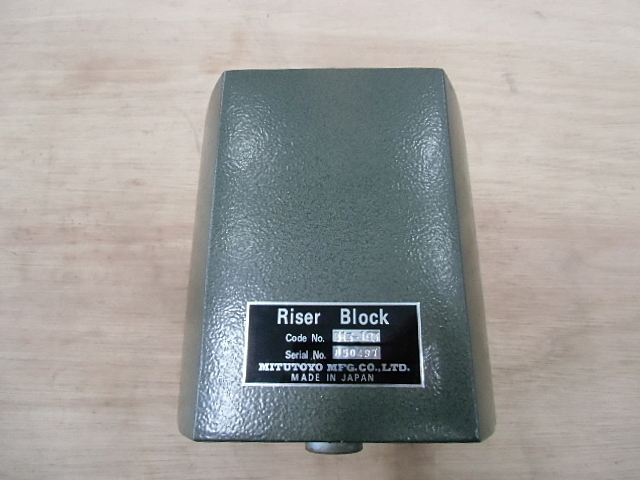 Riser Block
Code No.
Serial No.
MITUTOYO MFG.CO.,LTD.
MADE IN JAPAN